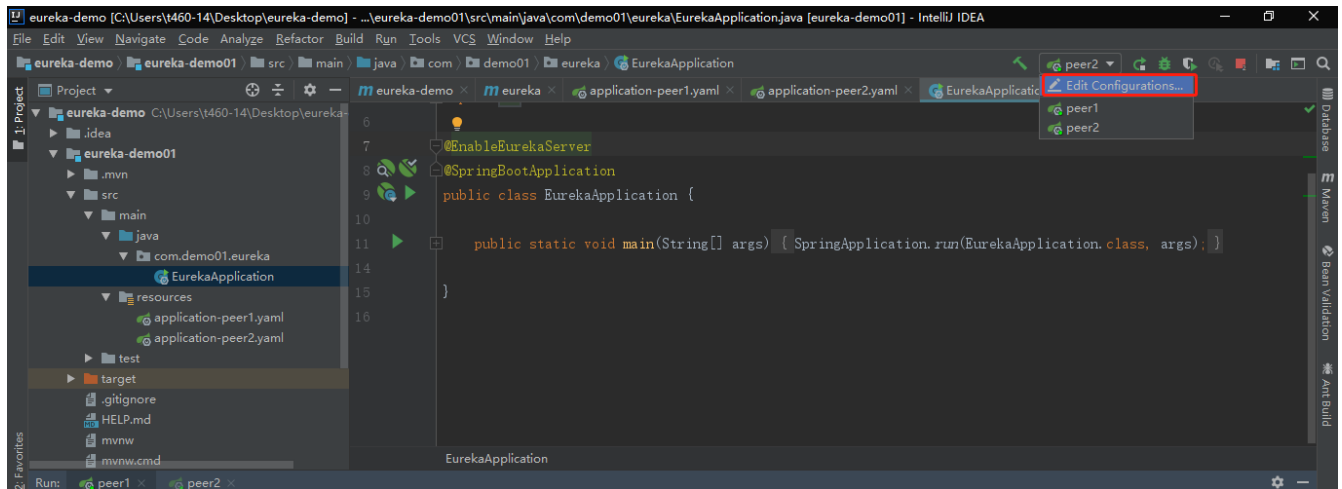 eureka-demo [C:\Users\t460-14\Desktop\eureka-demo] - ...\eureka-demo01\src\main\java\com\demo01\eureka\EurekaApplication.java [eureka-demo01] - IntelliJ IDEA
File Edit View Navigate Code Analyze Refactor Build Run Tools VCS Window Help
eureka-demo eureka-demo01 src main java com demo01 eureka EurekaApplication peer2
Edit Configurations...
peer1
peer2
1: Project
Project
eureka-demo × eureka × application-peer1.yaml × application-peer2.yaml × EurekaApplicatio
eureka-demo C:\Users\t460-14\Desktop\eureka-
.idea
eureka-demo01
.mvn
src
main
java
com.demo01.eureka
EurekaApplication
resources
application-peer1.yaml
application-peer2.yaml
test
target
.gitignore
HELP.md
mvnw
mvnw.cmd
6
7 @EnableEurekaServer
8 @SpringBootApplication
9 public class EurekaApplication {
10
11 public static void main(String[] args) { SpringApplication.run(EurekaApplication.class, args); }
14
15 }
16
EurekaApplication
Database
Maven
Bean Validation
Ant Build
2: Favorites
Run: peer1 × peer2 ×